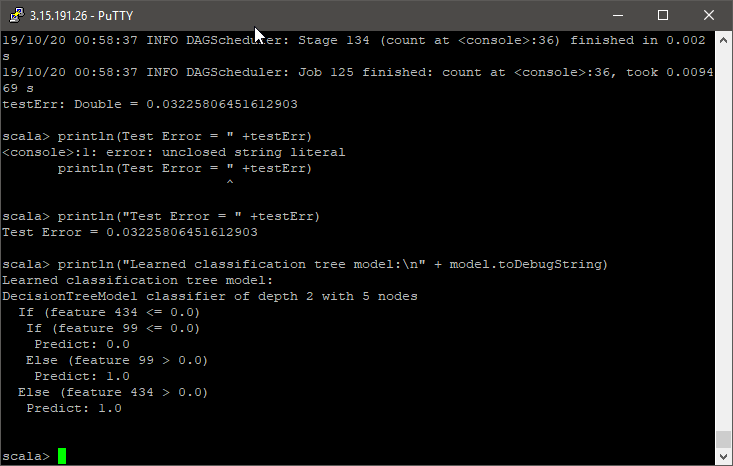 3.15.191.26 - PuTTY
19/10/20 00:58:37 INFO DAGScheduler: Stage 134 (count at <console>:36) finished in 0.002
s
19/10/20 00:58:37 INFO DAGScheduler: Job 125 finished: count at <console>:36, took 0.0094
69 s
testErr: Double = 0.03225806451612903
scala> println(Test Error = " +testErr)
<console>:1: error: unclosed string literal
       println(Test Error = " +testErr)
                            ^
scala> println("Test Error = " +testErr)
Test Error = 0.03225806451612903
scala> println("Learned classification tree model:\n" + model.toDebugString)
Learned classification tree model:
DecisionTreeModel classifier of depth 2 with 5 nodes
  If (feature 434 <= 0.0)
   If (feature 99 <= 0.0)
    Predict: 0.0
   Else (feature 99 > 0.0)
    Predict: 1.0
  Else (feature 434 > 0.0)
   Predict: 1.0
scala>